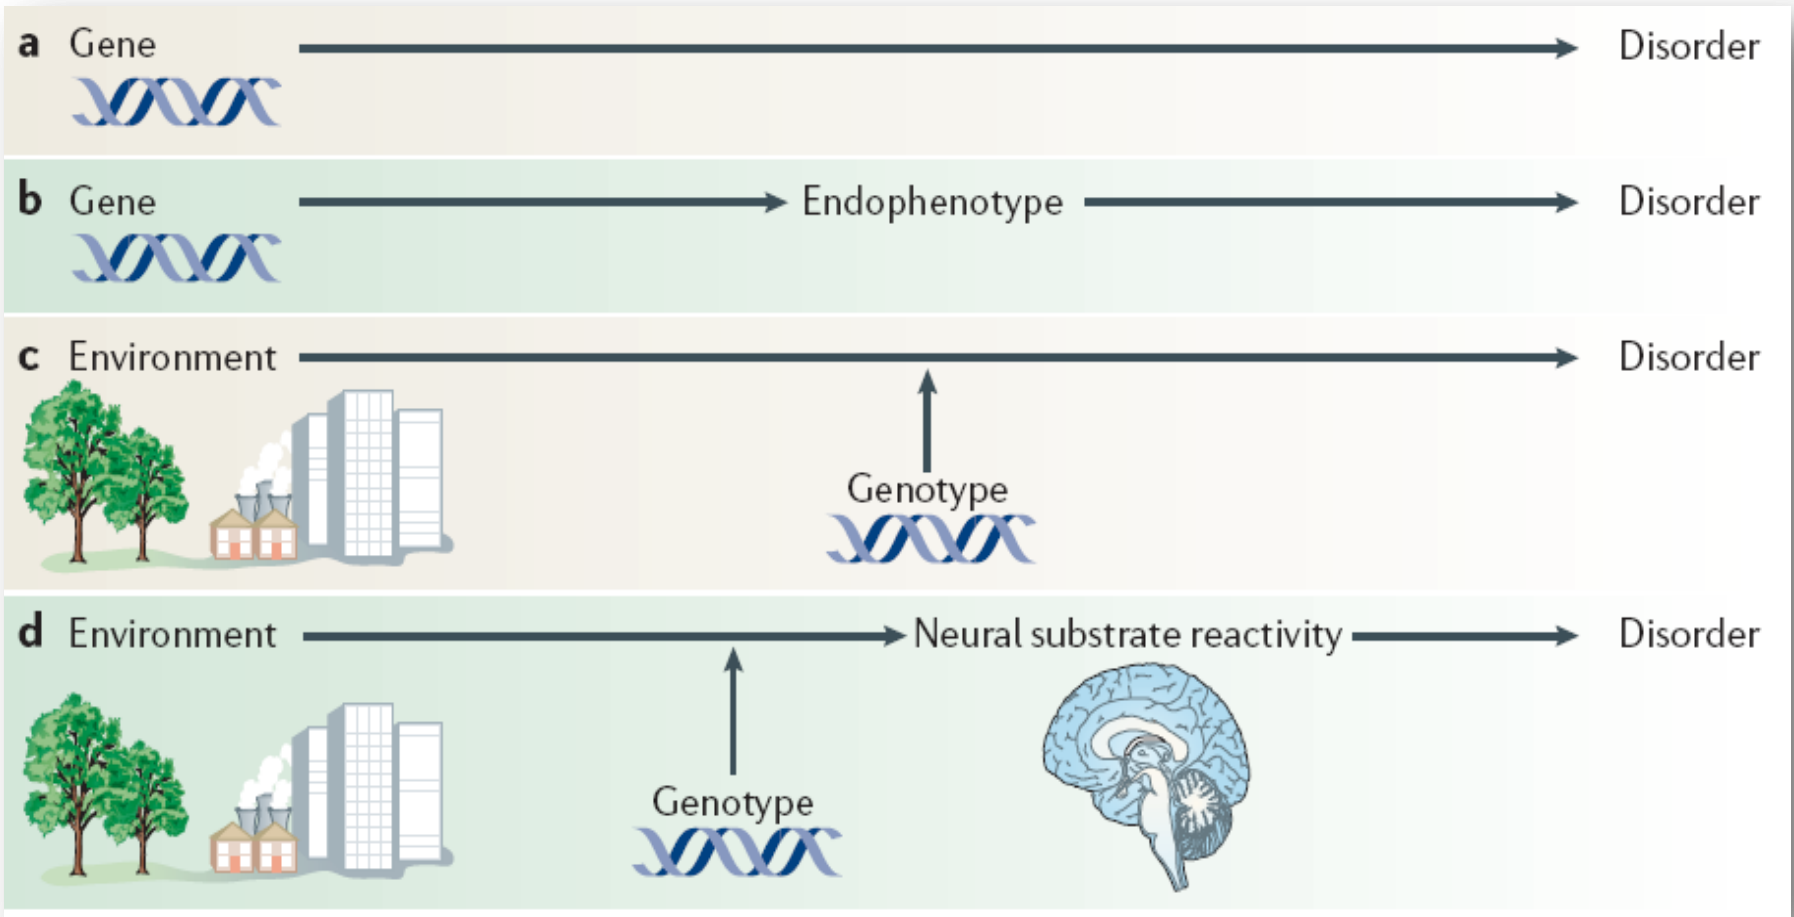 a Gene Disorder
b Gene Endophenotype Disorder
c Environment Disorder
Genotype
d Environment Neural substrate reactivity Disorder
Genotype